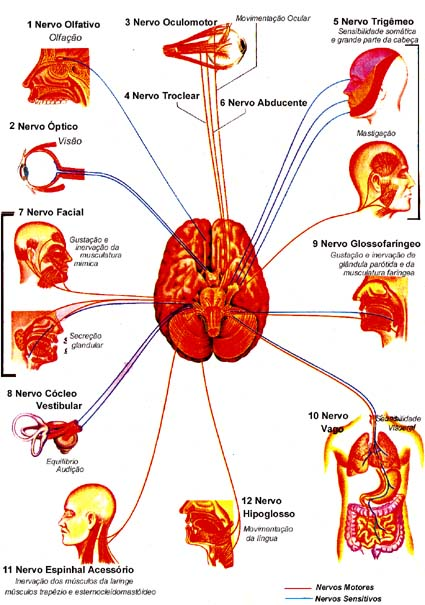 1 Nervo Olfativo
Olfação
3 Nervo Oculomotor
Movimentação Ocular
5 Nervo Trigêmeo
Sensibilidade somática
e grande parte da cabeça
4 Nervo Troclear
6 Nervo Abducente
2 Nervo Óptico
Visão
Mastigação
7 Nervo Facial
Gustação e
inervação da
musculatura
mímica
9 Nervo Glossofaríngeo
Gustação e inervação de
glândula parótida e da
musculatura faríngea
Secreção
glandular
8 Nervo Cócleo
Vestibular
Equilíbrio
Audição
10 Nervo
Vago
Sensibilidade
Visceral
12 Nervo
Hipoglosso
Movimentação
da língua
11 Nervo Espinhal Acessório
Inervação dos músculos da laringe
músculos trapézio e esternocleidomastóideo
Nervos Motores
Nervos Sensitivos